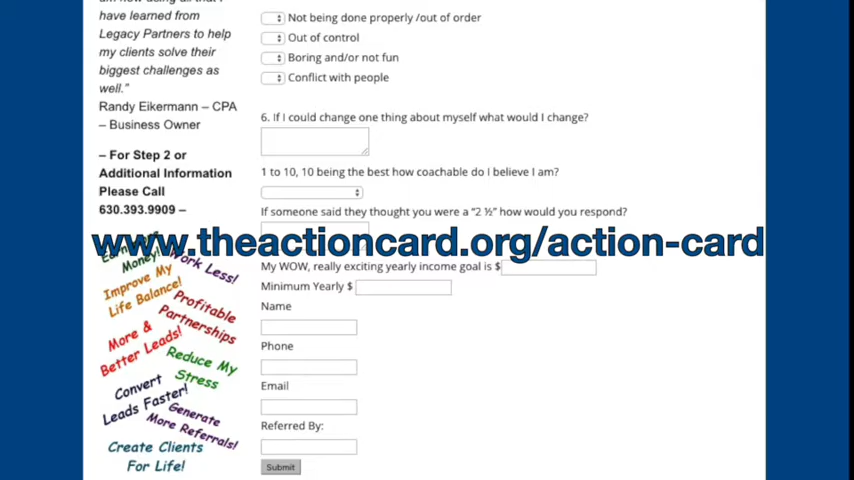 have learned from
Legacy Partners to help
my clients solve their
biggest challenges as
well."
Randy Eikermann – CPA
– Business Owner
– For Step 2 or
Additional Information
Please Call
630.393.9909 –
Money!
Work Less!
Improve My
Life Balance!
Profitable
Partnerships
More &
Better Leads!
Reduce My
Stress
Convert
Leads Faster!
Generate
More Referrals!
Create Clients
For Life!
Not being done properly /out of order
Out of control
Boring and/or not fun
Conflict with people
6. If I could change one thing about myself what would I change?
1 to 10, 10 being the best how coachable do I believe I am?
If someone said they thought you were a "2 ½" how would you respond?
www.theactioncard.org/action-card
My WOW, really exciting yearly income goal is $
Minimum Yearly $
Name
Phone
Email
Referred By:
Submit